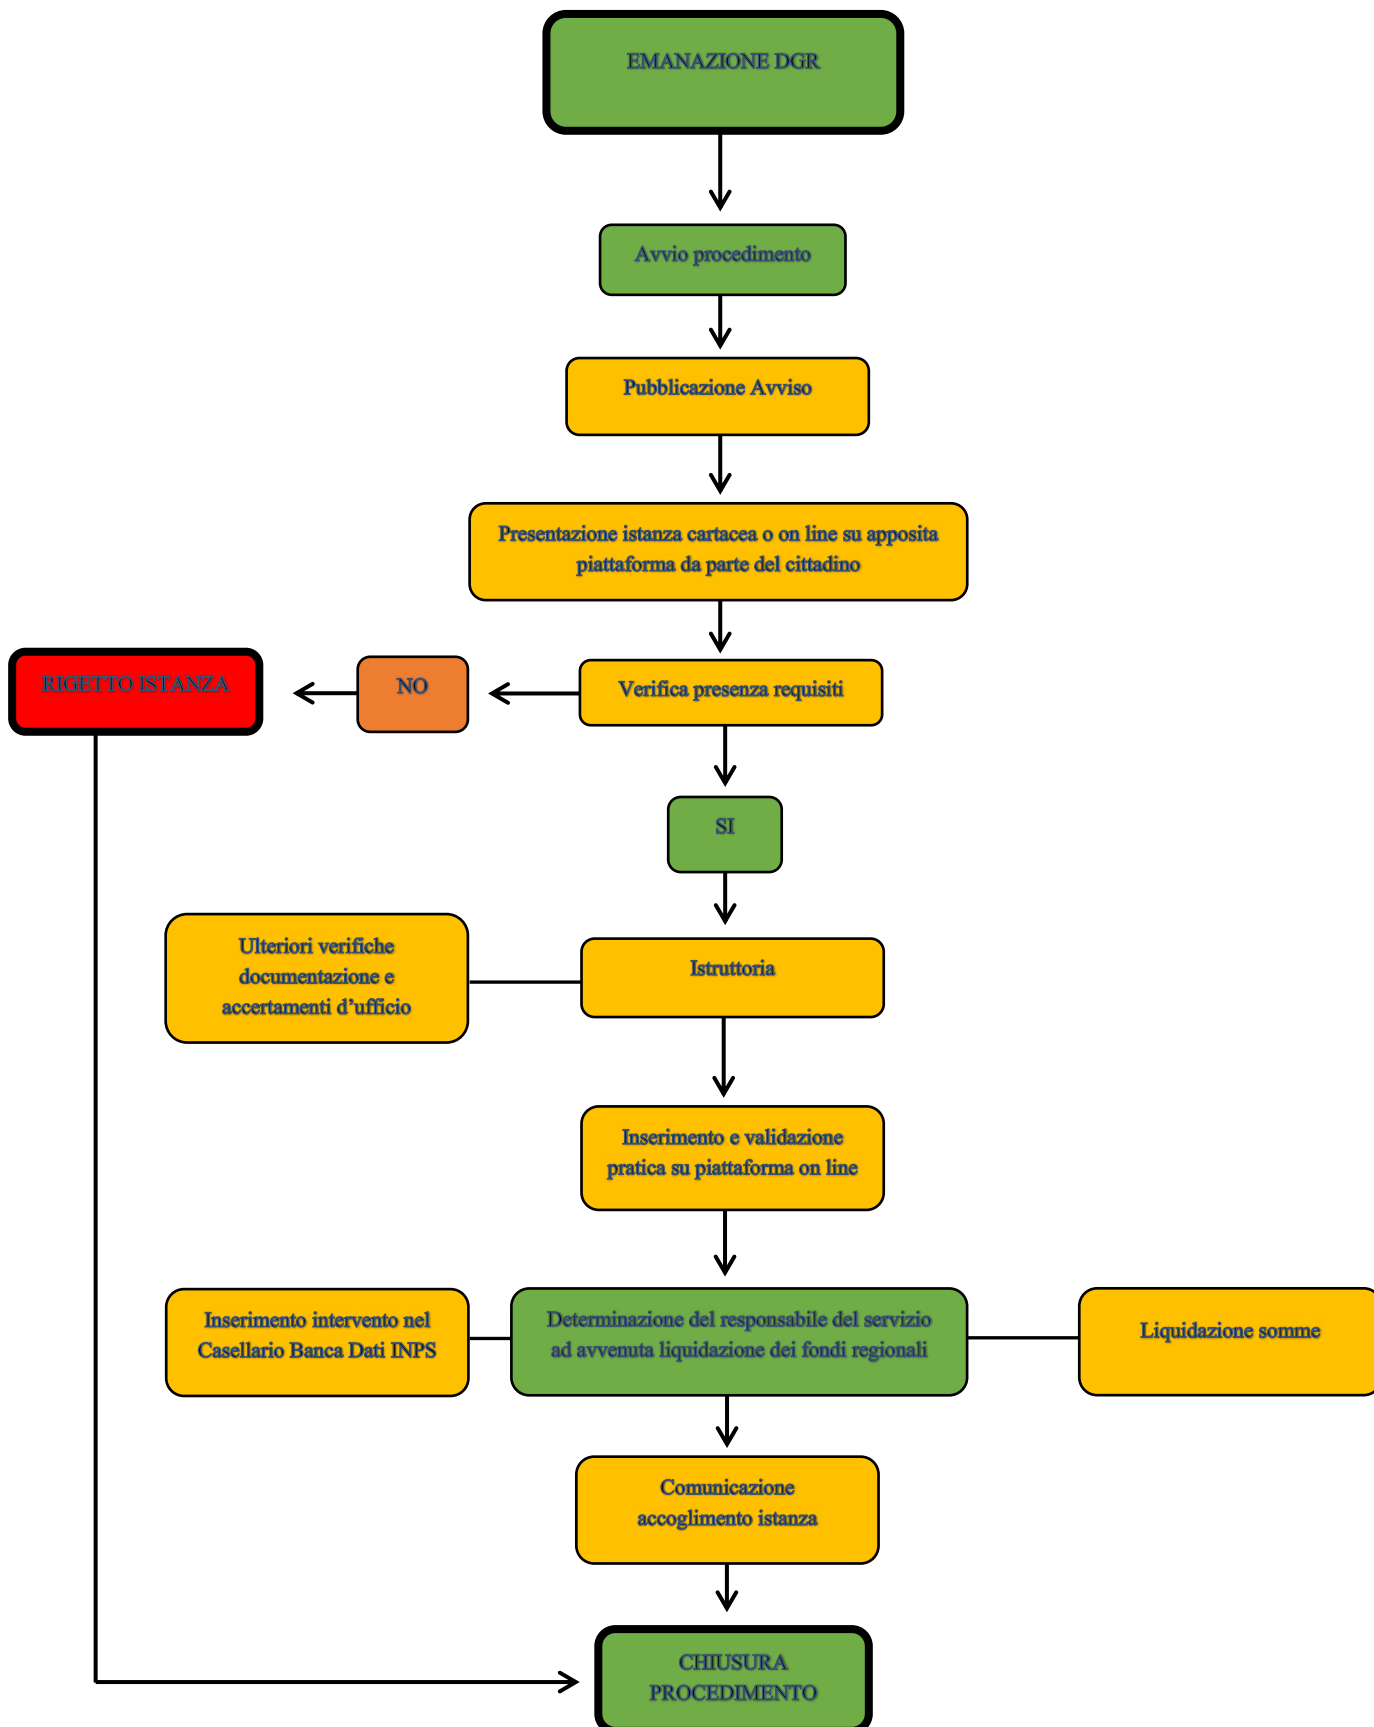 EMANAZIONE DGR
Avvio procedimento
Pubblicazione Avviso
Presentazione istanza cartacea o on line su apposita
piattaforma da parte del cittadino
RIGETTO ISTANZA
NO
Verifica presenza requisiti
SI
Ulteriori verifiche
documentazione e
accertamenti d’ufficio
Istruttoria
Inserimento e validazione
pratica su piattaforma on line
Inserimento intervento nel
Casellario Banca Dati INPS
Determinazione del responsabile del servizio
ad avvenuta liquidazione dei fondi regionali
Liquidazione somme
Comunicazione
accoglimento istanza
CHIUSURA
PROCEDIMENTO